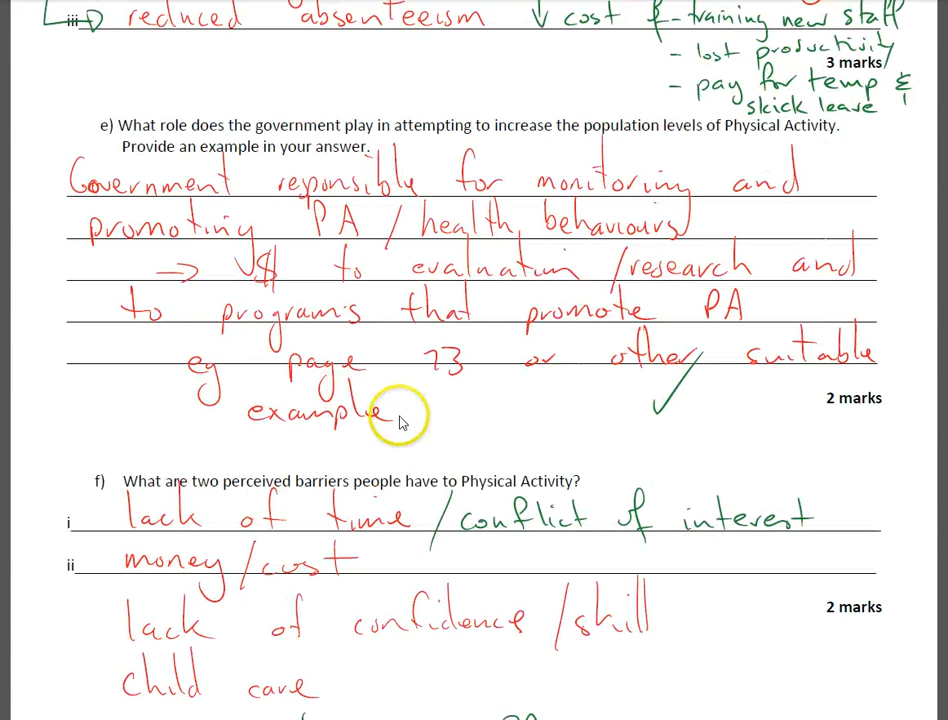 iii reduced absenteeism ↓ cost of - training new staff
- lost productivity
3 marks
- pay for temp &
skick leave
e) What role does the government play in attempting to increase the population levels of Physical Activity.
Provide an example in your answer.
Government reponsible for monitoring and
promoting PA / health behaviours
→ $ to evaluation /research and
to programs that promote PA
eg page 73 or other suitable
example
2 marks
f) What are two perceived barriers people have to Physical Activity?
i lack of time /conflict of interest
ii money/cost
2 marks
lack of confidence /skill
child care